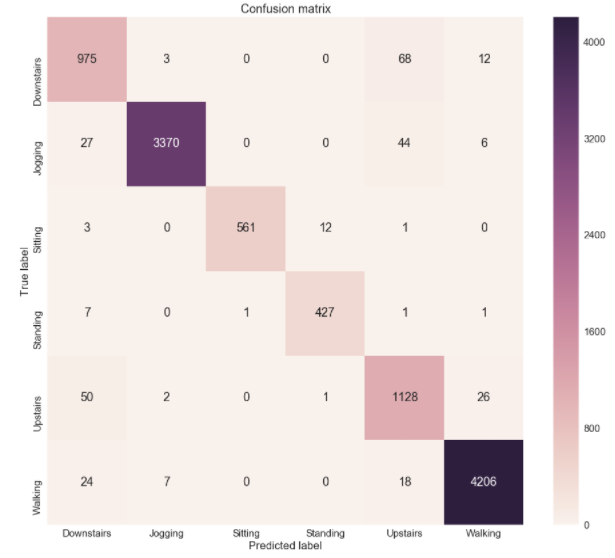 Confusion matrix
Downstairs 975 3 0 0 68 12
Jogging 27 3370 0 0 44 6
Sitting 3 0 561 12 1 0
Standing 7 0 1 427 1 1
Upstairs 50 2 0 1 1128 26
Walking 24 7 0 0 18 4206
True label
Downstairs Jogging Sitting Standing Upstairs Walking
Predicted label
4000
3200
2400
1600
800
0